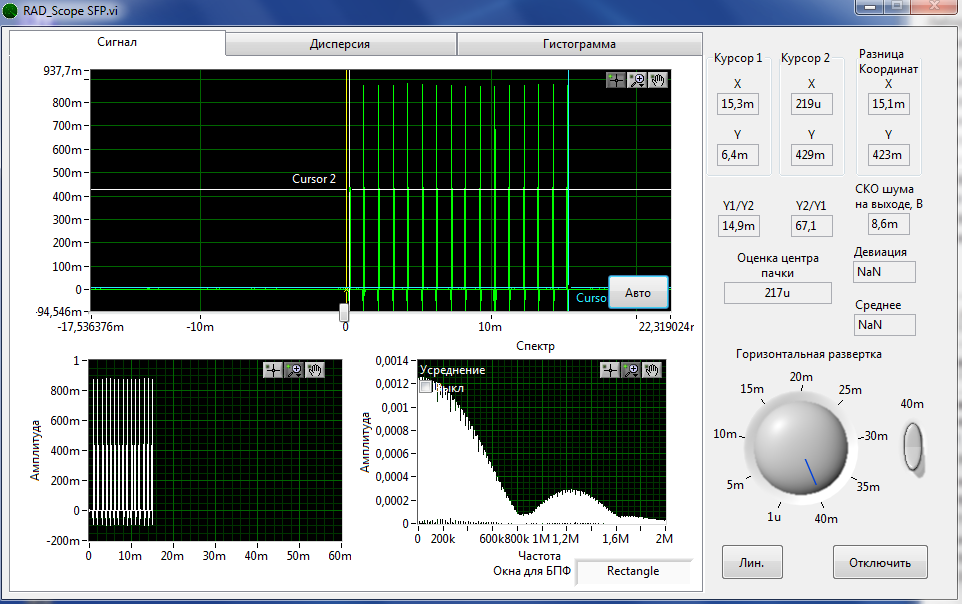 RAD_Scope SFP.vi
Сигнал
Дисперсия
Гистограмма
937,7m
800m
700m
600m
500m
400m
300m
200m
100m
0
-94,546m
-17,536376m
-10m
0
10m
22,319024m
Cursor 2
Curso
Авто
Курсор 1
X
15,3m
Y
6,4m
Курсор 2
X
219u
Y
429m
Разница
Координат
X
15,1m
Y
423m
Y1/Y2
14,9m
Y2/Y1
67,1
СКО шума
на выходе, В
8,6m
Оценка центра
пачки
217u
Девиация
NaN
Среднее
NaN
Амплитуда
1
800m
600m
400m
200m
0
-200m
0
10m
20m
30m
40m
50m
60m
Спектр
Амплитуда
0,0014
0,0012
0,001
0,0008
0,0006
0,0004
0,0002
0
Усреднение
Выкл
0
200k
600k
800k
1M
1,2M
1,6M
2M
Частота
Окна для БПФ
Rectangle
Горизонтальная развертка
1u
5m
10m
15m
20m
25m
30m
35m
40m
40m
Лин.
Отключить